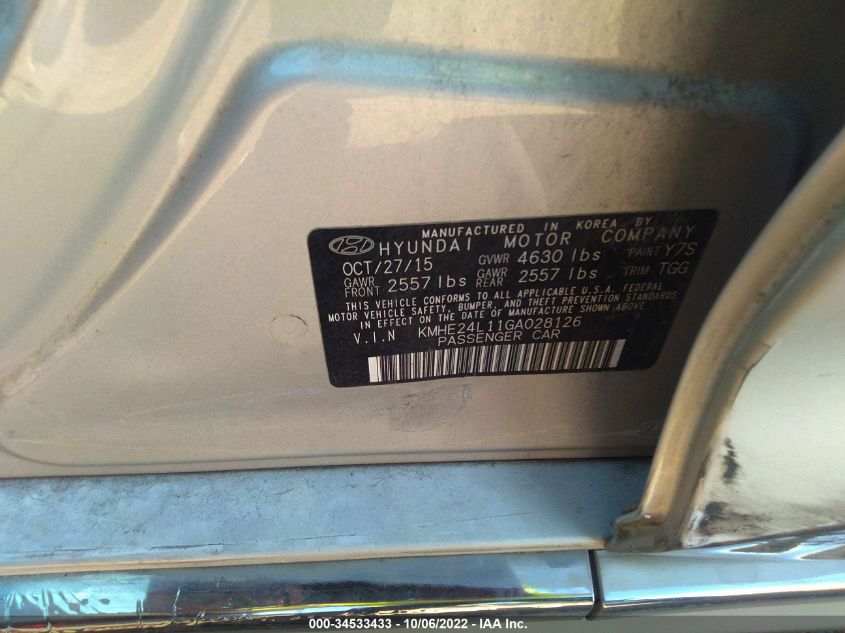 MANUFACTURED IN KOREA BY
HYUNDAI MOTOR COMPANY
OCT/27/15 GVWR 4630 lbs PAINT Y7S
GAWR FRONT 2557 lbs GAWR REAR 2557 lbs TRIM TGG
THIS VEHICLE CONFORMS TO ALL APPLICABLE U.S.A. FEDERAL
MOTOR VEHICLE SAFETY, BUMPER, AND THEFT PREVENTION STANDARDS
IN EFFECT ON THE DATE OF MANUFACTURE SHOWN ABOVE.
V.I.N KMHE24L11GA028126
PASSENGER CAR
000-34533433 - 10/06/2022 - IAA Inc.